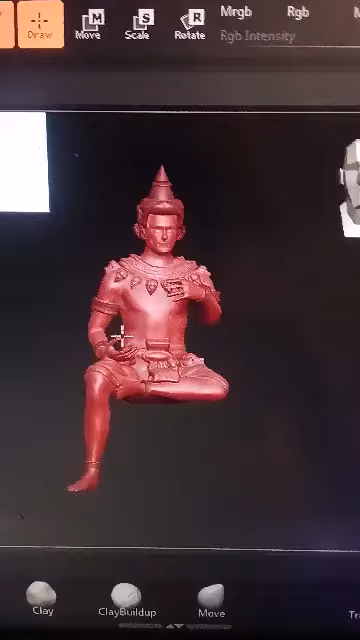 Draw
M Move
S Scale
R Rotate
Mrgb Rgb M
Rgb Intensity
Clay ClayBuildup Move